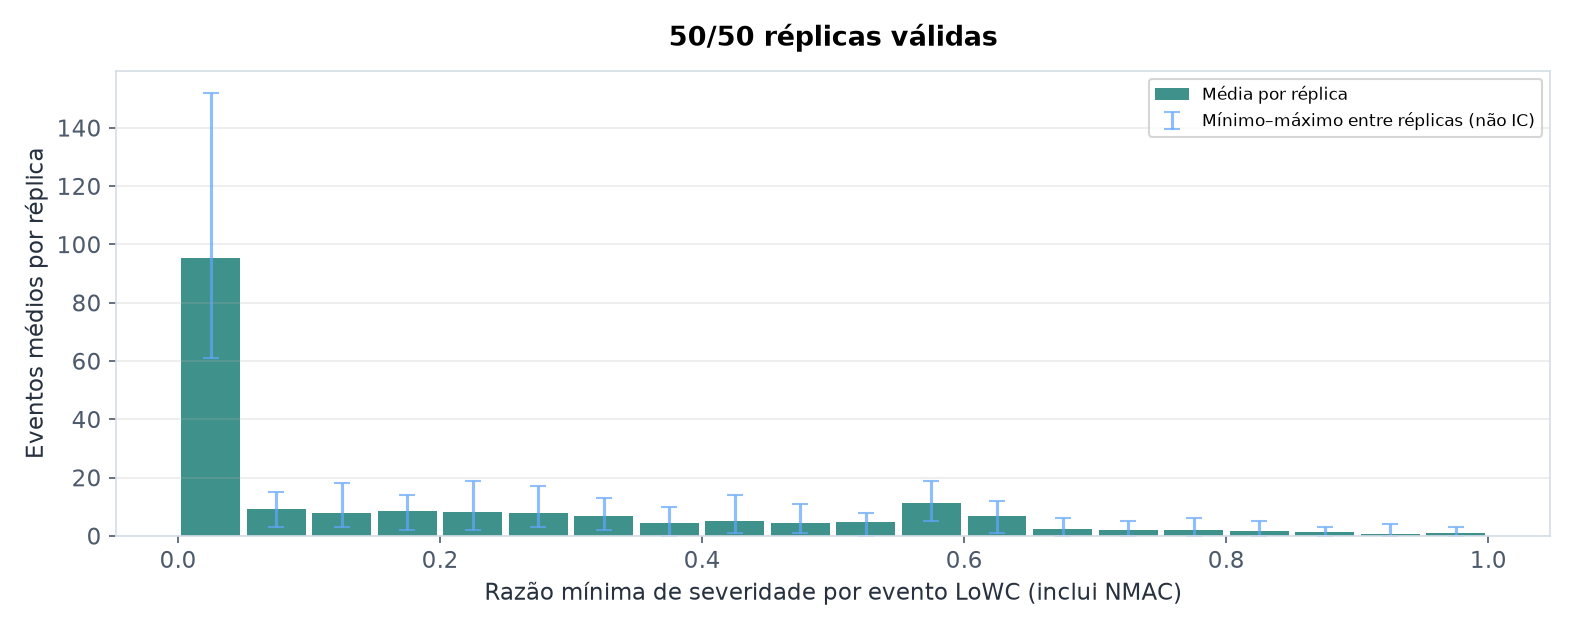 50/50 réplicas válidas
Média por réplica
Mínimo–máximo entre réplicas (não IC)
Eventos médios por réplica
140
120
100
80
60
40
20
0
0.0 0.2 0.4 0.6 0.8 1.0
Razão mínima de severidade por evento LoWC (inclui NMAC)